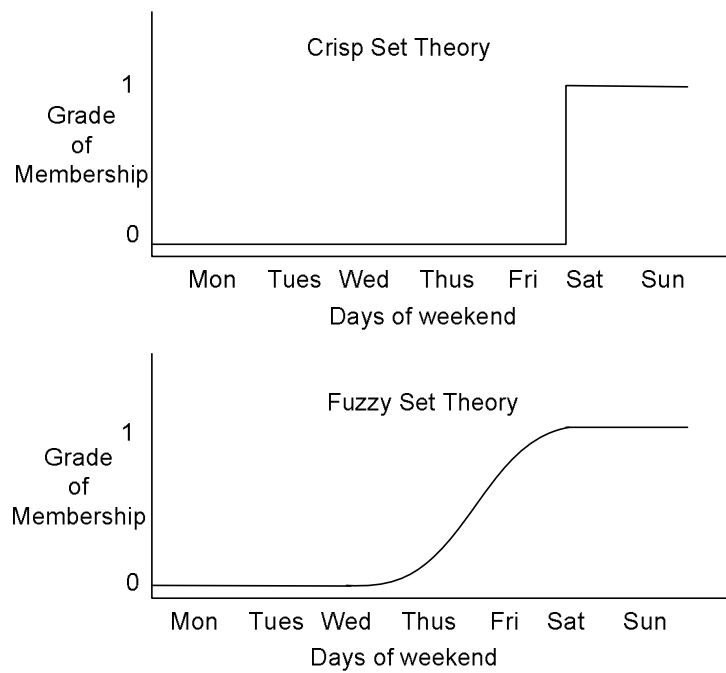 Crisp Set Theory
1
Grade
of
Membership
0
Mon Tues Wed Thus Fri Sat Sun
Days of weekend
Fuzzy Set Theory
1
Grade
of
Membership
0
Mon Tues Wed Thus Fri Sat Sun
Days of weekend